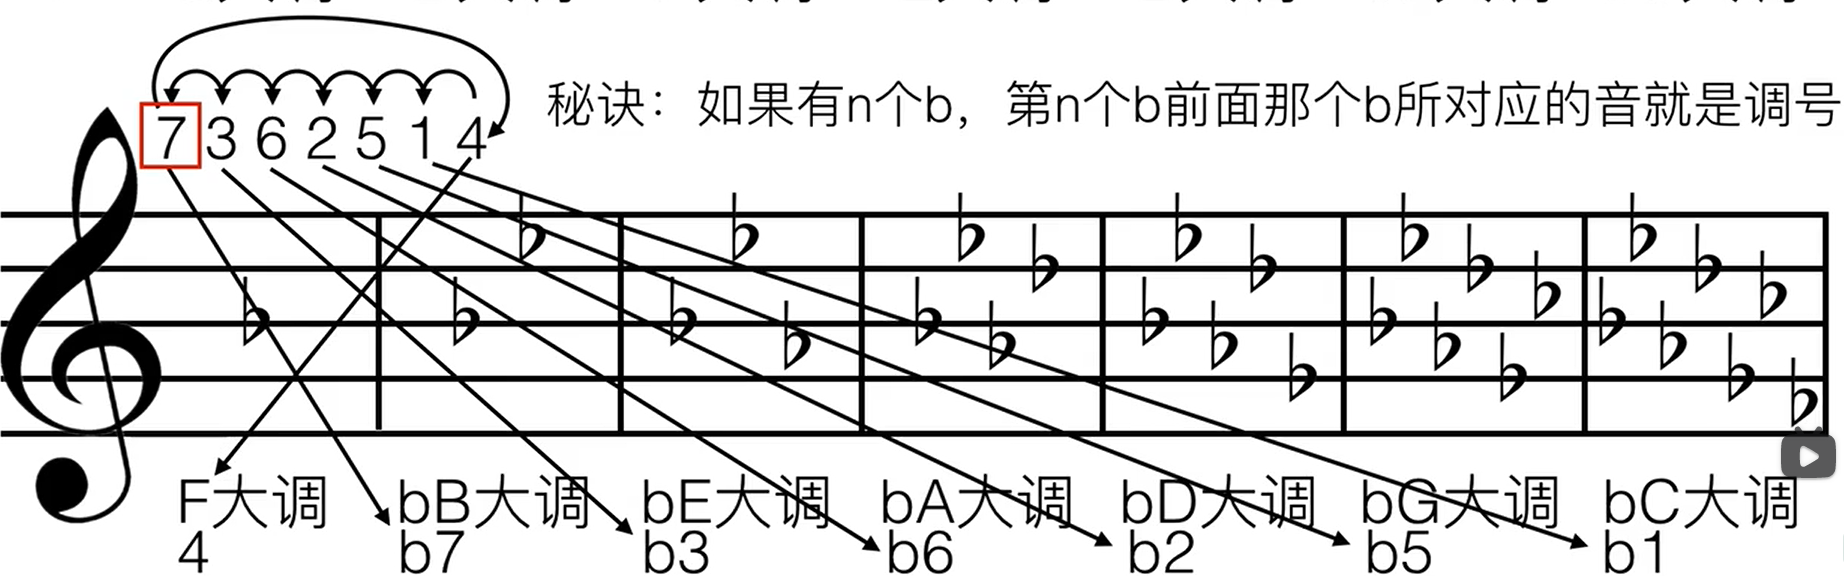 7 3 6 2 5 1 4
秘诀：如果有n个b，第n个b前面那个b所对应的音就是调号
F大调 bB大调 bE大调 bA大调 bD大调 bG大调 bC大调
4 b7 b3 b6 b2 b5 b1